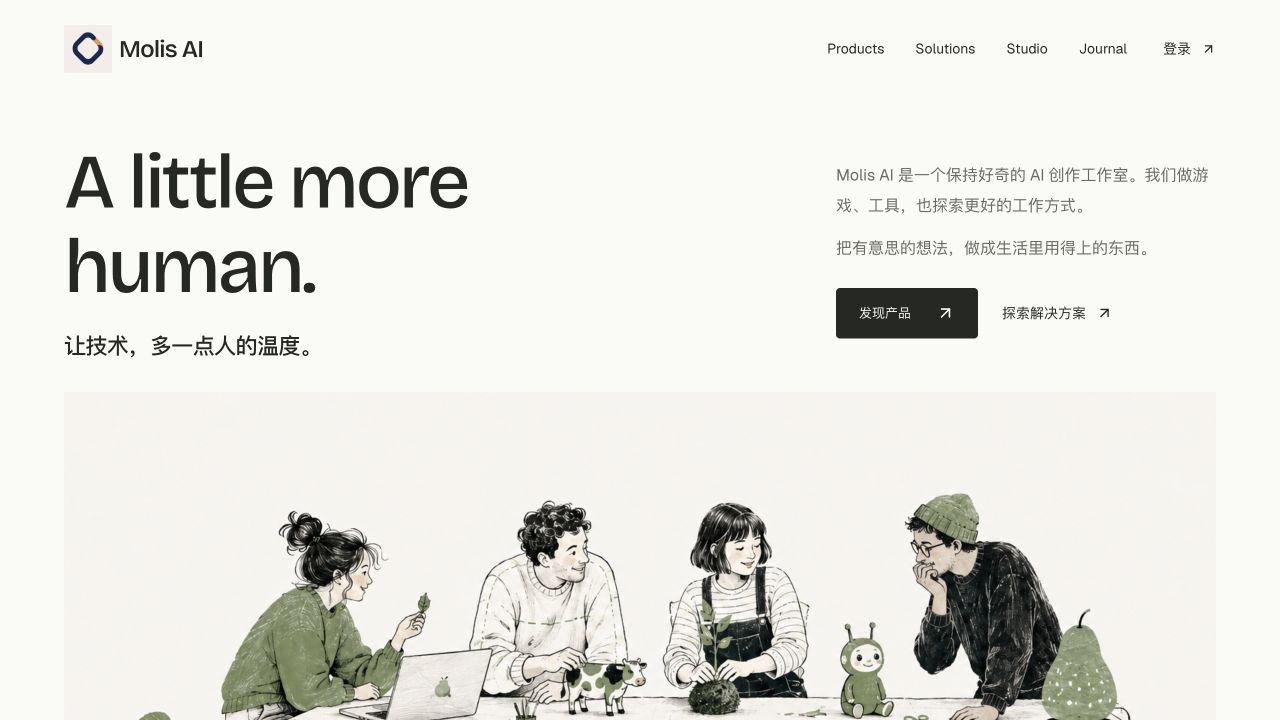 Molis AI
Products
Solutions
Studio
Journal
登录
A little more
human.
让技术，多一点人的温度。
Molis AI 是一个保持好奇的 AI 创作工作室。我们做游
戏、工具，也探索更好的工作方式。
把有意思的想法，做成生活里用得上的东西。
发现产品
探索解决方案